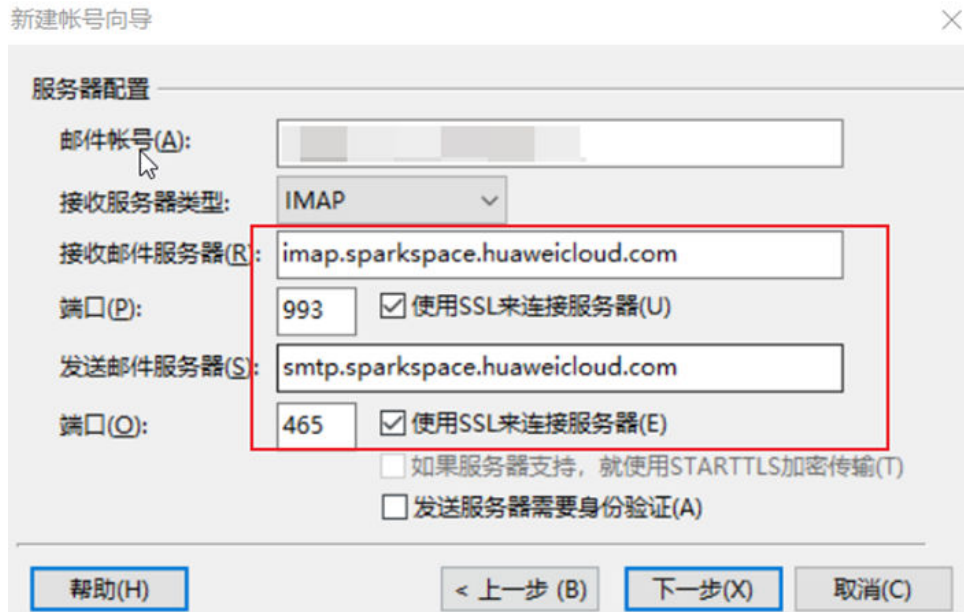 新建帐号向导
服务器配置
邮件帐号(A):
接收服务器类型: IMAP
接收邮件服务器(R): imap.sparkspace.huaweicloud.com
端口(P): 993 使用SSL来连接服务器(U)
发送邮件服务器(S): smtp.sparkspace.huaweicloud.com
端口(O): 465 使用SSL来连接服务器(E)
如果服务器支持，就使用STARTTLS加密传输(T)
发送服务器需要身份验证(A)
帮助(H) < 上一步 (B) 下一步(X) 取消(C)